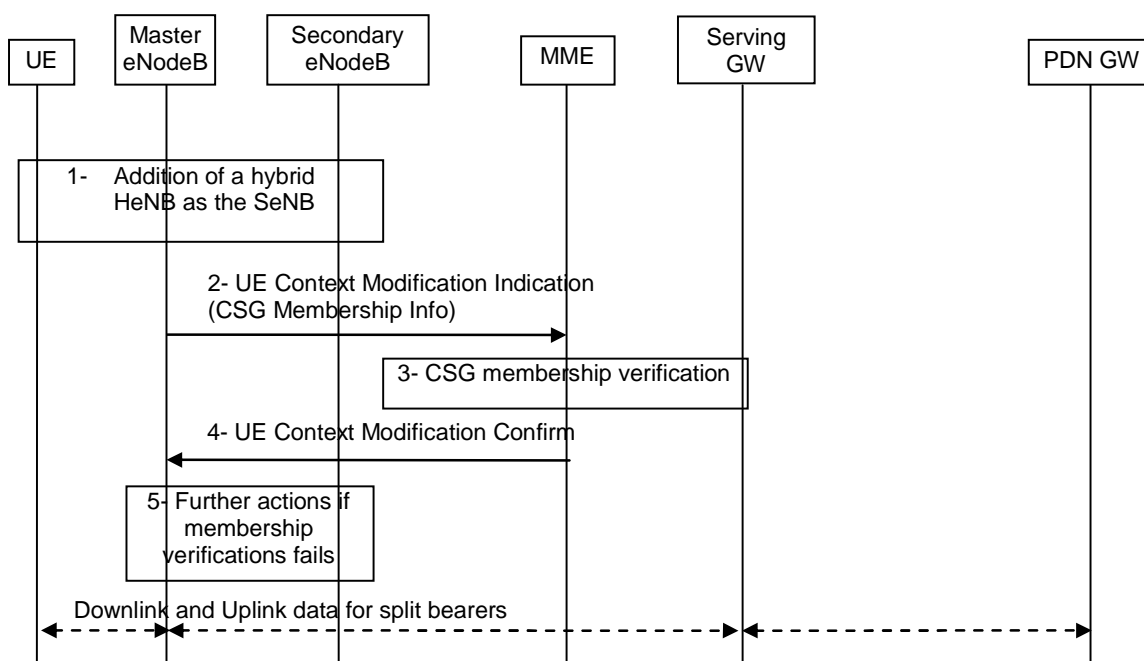 UE
Master
eNodeB
Secondary
eNodeB
MME
Serving
GW
PDN GW
1- Addition of a hybrid
HeNB as the SeNB
2- UE Context Modification Indication
(CSG Membership Info)
3- CSG membership verification
4- UE Context Modification Confirm
5- Further actions if
membership
verifications fails
Downlink and Uplink data for split bearers